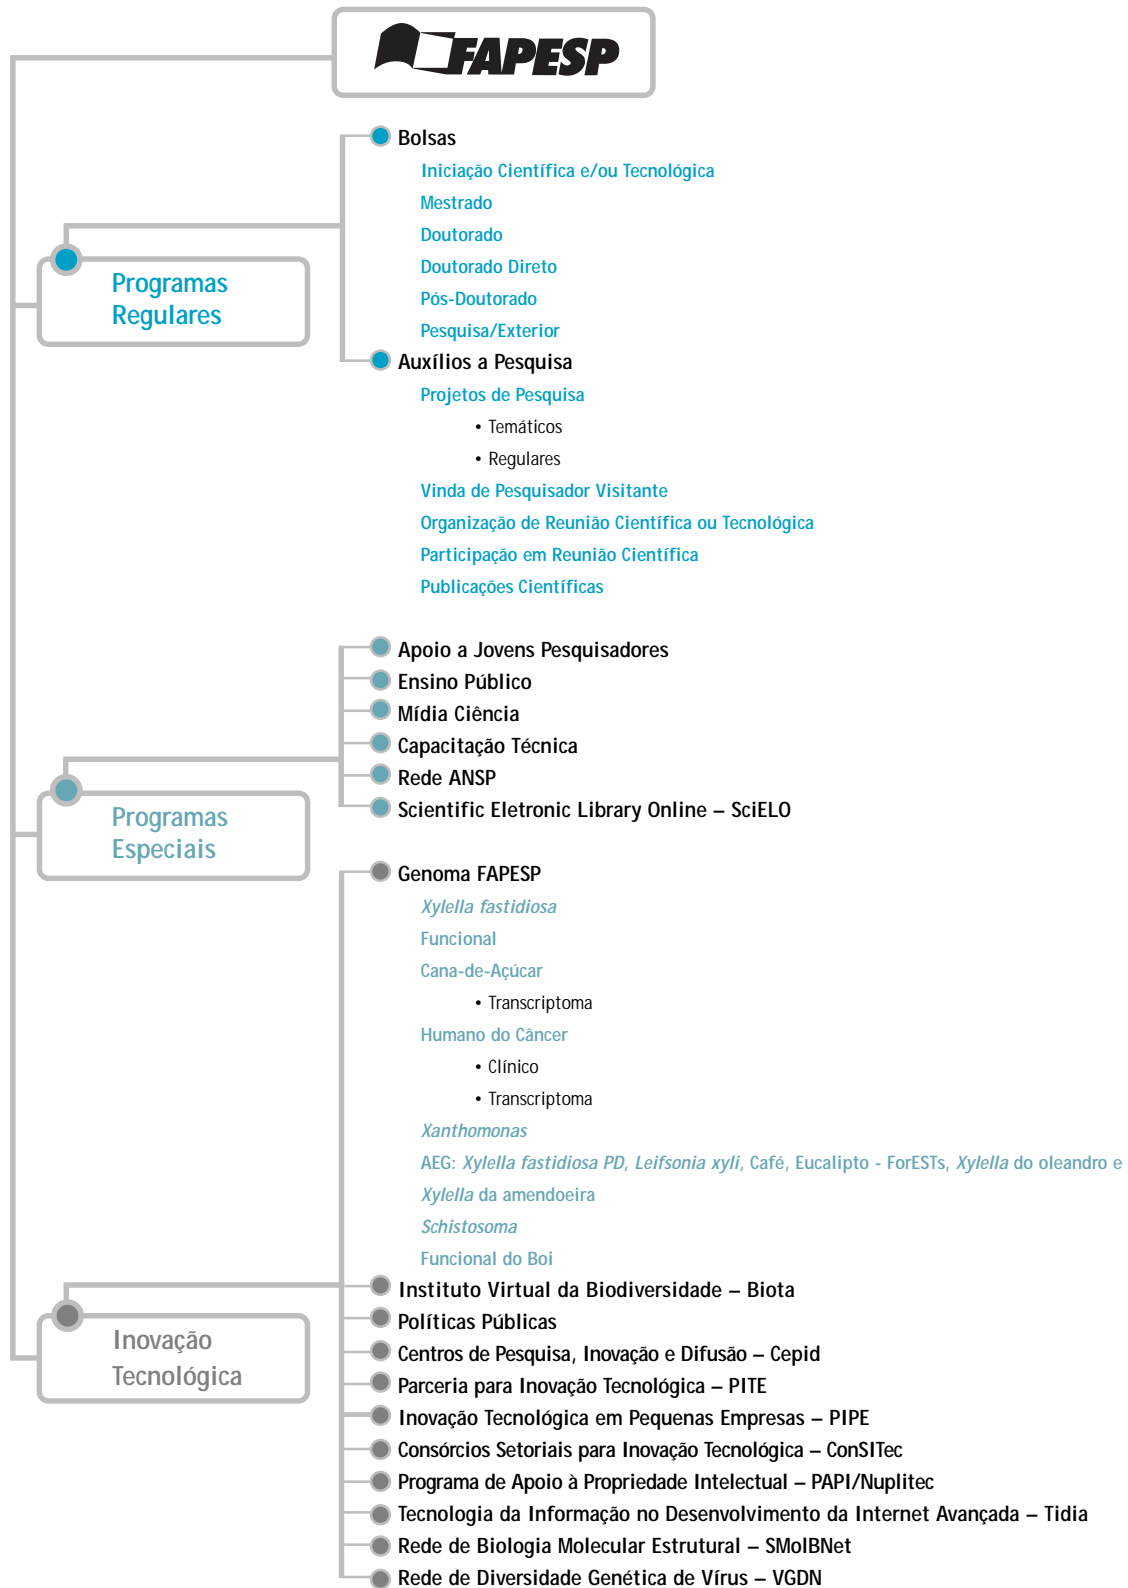 FAPESP
Bolsas
Iniciação Científica e/ou Tecnológica
Mestrado
Doutorado
Doutorado Direto
Pós-Doutorado
Pesquisa/Exterior
Programas
Regulares
Auxílios a Pesquisa
Projetos de Pesquisa
• Temáticos
• Regulares
Vinda de Pesquisador Visitante
Organização de Reunião Científica ou Tecnológica
Participação em Reunião Científica
Publicações Científicas
Apoio a Jovens Pesquisadores
Ensino Público
Mídia Ciência
Capacitação Técnica
Rede ANSP
Scientific Eletronic Library Online – SciELO
Programas
Especiais
Genoma FAPESP
Xylella fastidiosa
Funcional
Cana-de-Açúcar
• Transcriptoma
Humano do Câncer
• Clínico
• Transcriptoma
Xanthomonas
AEG: Xylella fastidiosa PD, Leifsonia xyli, Café, Eucalipto - ForESTs, Xylella do oleandro e
Xylella da amendoeira
Schistosoma
Funcional do Boi
Instituto Virtual da Biodiversidade – Biota
Políticas Públicas
Centros de Pesquisa, Inovação e Difusão – Cepid
Parceria para Inovação Tecnológica – PITE
Inovação Tecnológica em Pequenas Empresas – PIPE
Consórcios Setoriais para Inovação Tecnológica – ConSITec
Programa de Apoio à Propriedade Intelectual – PAPI/Nuplitec
Tecnologia da Informação no Desenvolvimento da Internet Avançada – Tidia
Rede de Biologia Molecular Estrutural – SMolBNet
Rede de Diversidade Genética de Vírus – VGDN
Inovação
Tecnológica